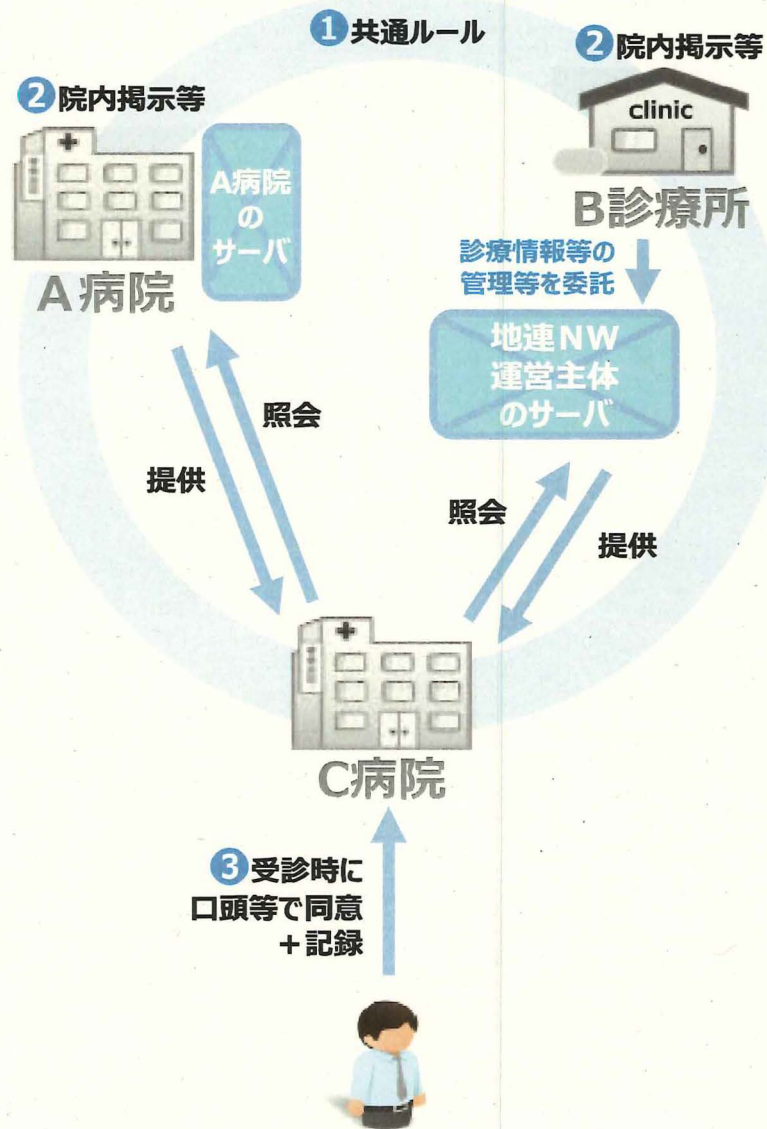 ❶共通ルール
❷院内掲示等
❷院内掲示等
clinic
A病院
の
サーバ
B診療所
A病院
診療情報等の
管理等を委託
地連NW
運営主体
のサーバ
照会
提供
照会
提供
C病院
❸受診時に
口頭等で同意
+記録